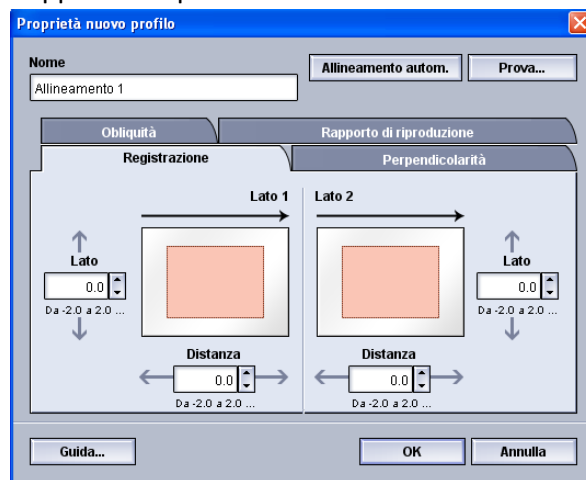 Proprietà nuovo profilo
Nome
Allineamento autom.
Prova...
Allineamento 1
Obliquità
Rapporto di riproduzione
Registrazione
Perpendicolarità
Lato 1
Lato 2
Lato
0.0
Da -2.0 a 2.0 ...
Lato
0.0
Da -2.0 a 2.0 ...
Distanza
0.0
Da -2.0 a 2.0 ...
Distanza
0.0
Da -2.0 a 2.0 ...
Guida...
OK
Annulla